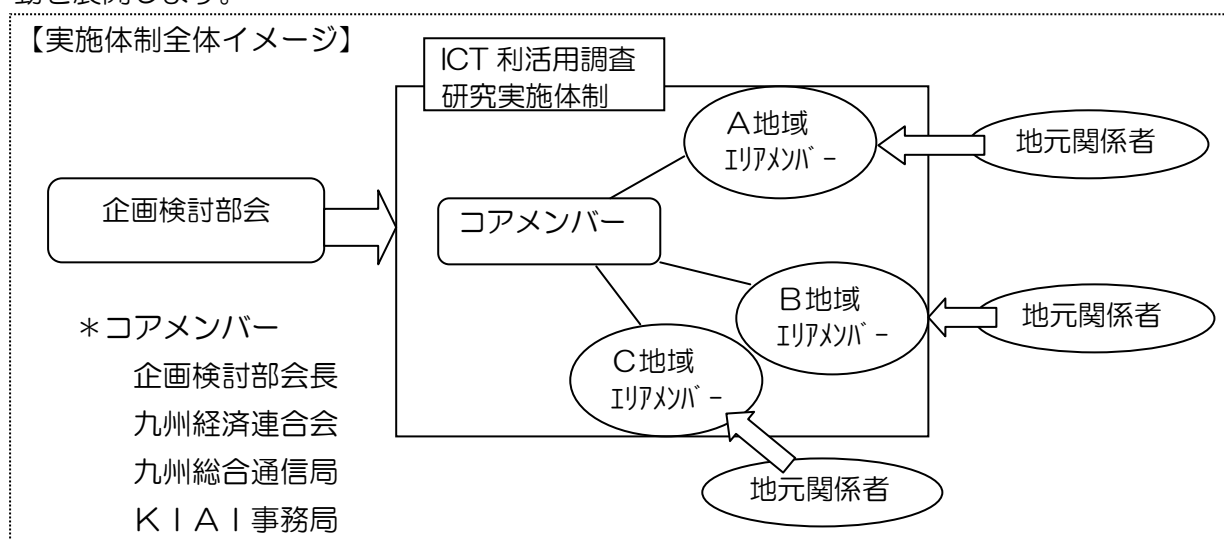 動を展開します。
【実施体制全体イメージ】
ICT 利活用調査
研究実施体制
A地域
ｴﾘｱﾒﾝﾊﾞｰ
地元関係者
企画検討部会
コアメンバー
B地域
ｴﾘｱﾒﾝﾊﾞｰ
地元関係者
C地域
ｴﾘｱﾒﾝﾊﾞｰ
地元関係者
＊コアメンバー
企画検討部会長
九州経済連合会
九州総合通信局
ＫＩＡＩ事務局